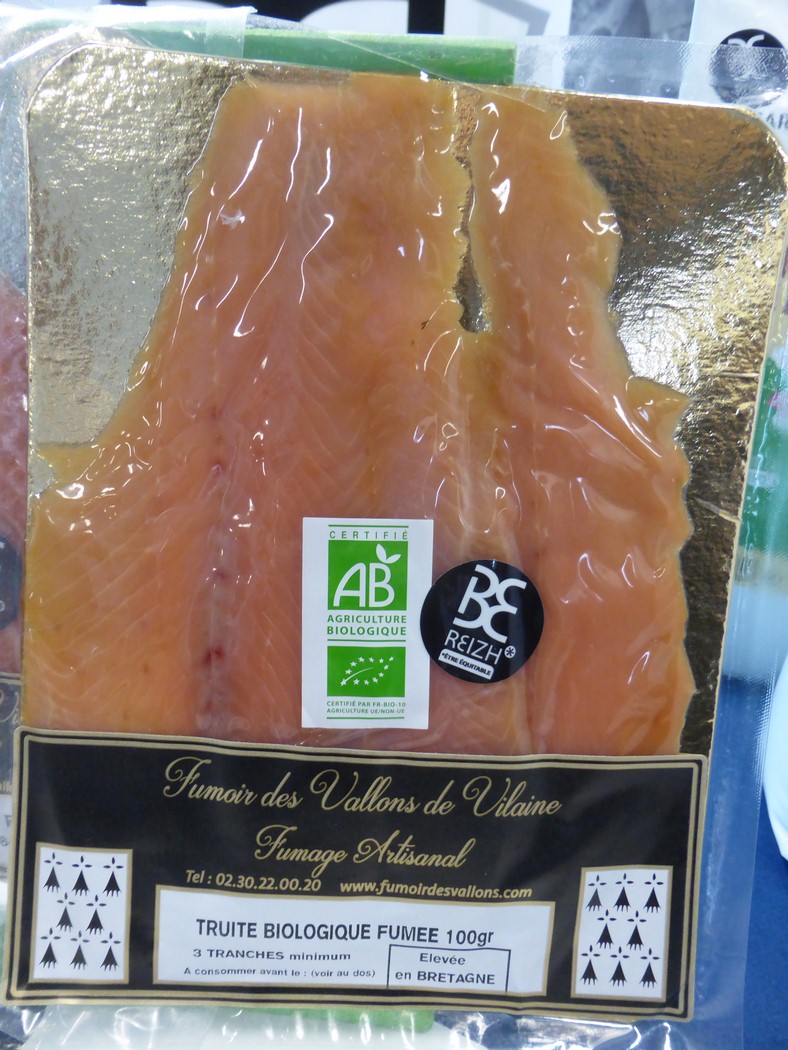 CERTIFIÉ
AB
AGRICULTURE
BIOLOGIQUE
CERTIFIÉ PAR FR-BIO-10
AGRICULTURE UE/NON-UE
BE
REIZH*
*ÊTRE ÉQUITABLE
Fumoir des Vallons de Vilaine
Fumage Artisanal
Tel : 02.30.22.00.20 www.fumoirdesvallons.com
TRUITE BIOLOGIQUE FUMEE 100gr
3 TRANCHES minimum
A consommer avant le : (voir au dos)
Elevée
en BRETAGNE